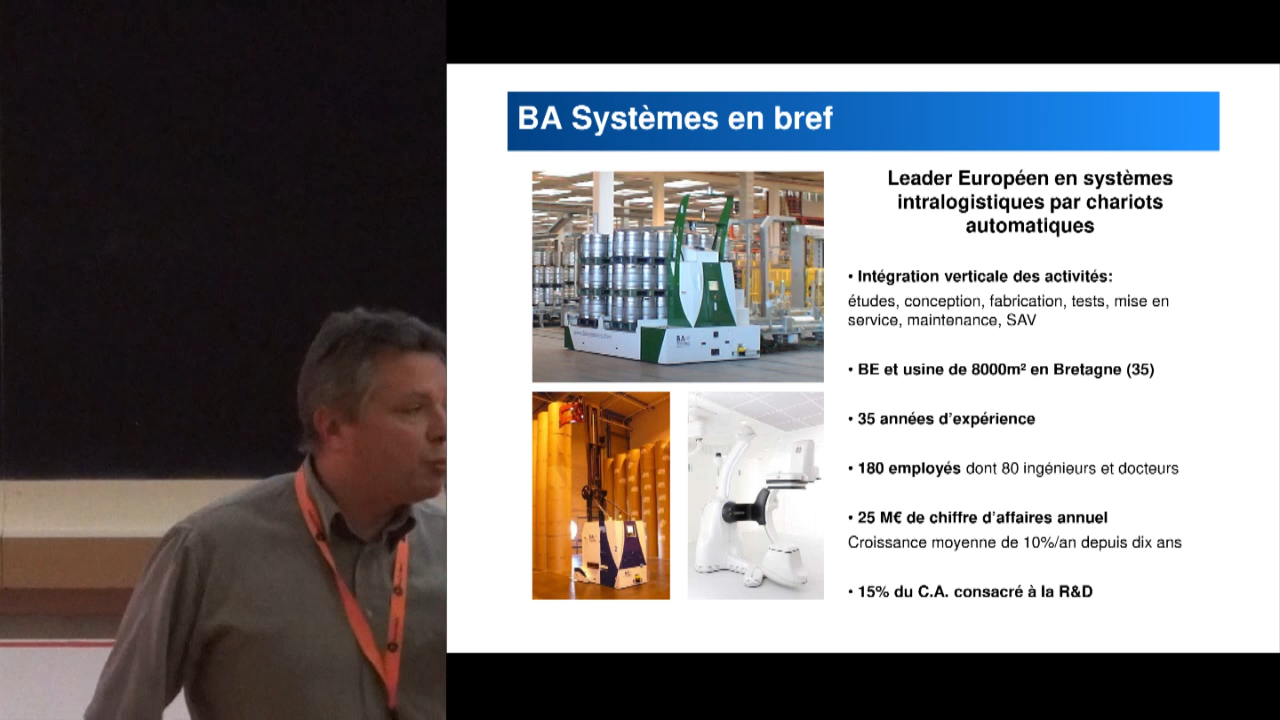 BA Systèmes en bref
Leader Européen en systèmes
intralogistiques par chariots
automatiques
• Intégration verticale des activités:
études, conception, fabrication, tests, mise en
service, maintenance, SAV
• BE et usine de 8000m² en Bretagne (35)
• 35 années d'expérience
• 180 employés dont 80 ingénieurs et docteurs
• 25 M€ de chiffre d'affaires annuel
Croissance moyenne de 10%/an depuis dix ans
• 15% du C.A. consacré à la R&D